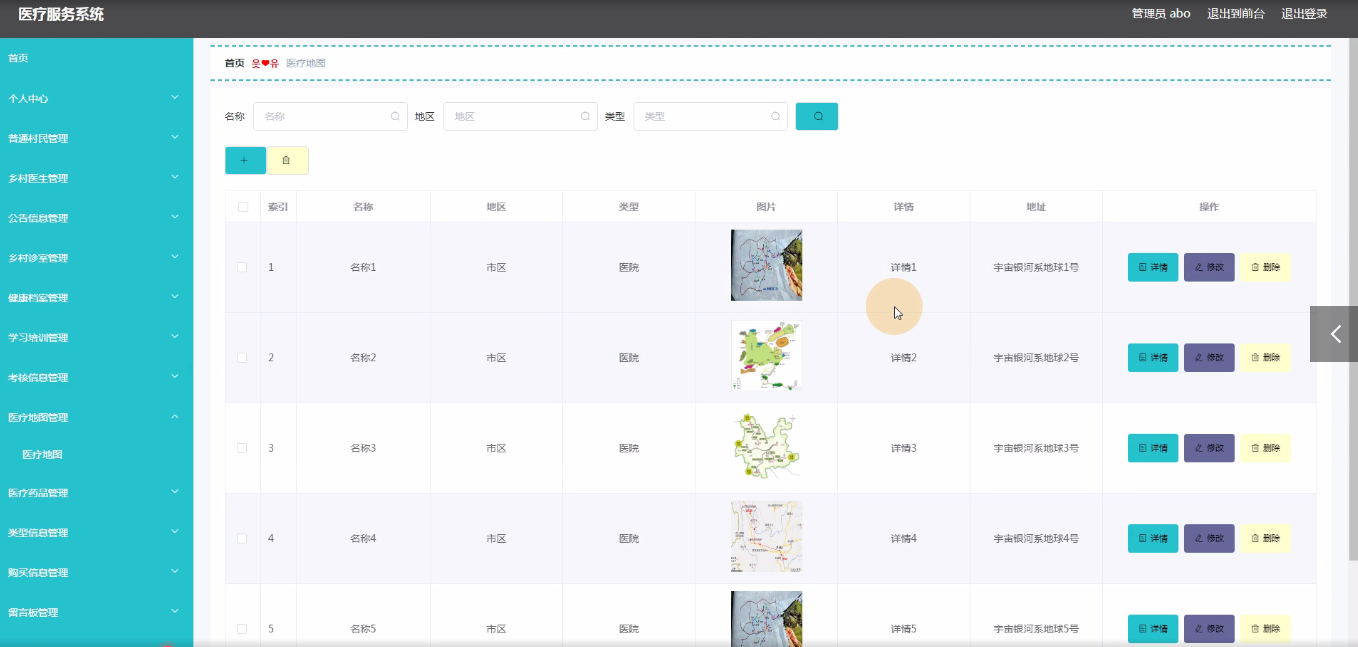 医疗服务系统
管理员 abo 退出到前台 退出登录
首页
个人中心
普通村民管理
乡村医生管理
公告信息管理
乡村诊室管理
健康档案管理
学习培训管理
考核信息管理
医疗地图管理
医疗地图
医疗药品管理
类型信息管理
购买信息管理
留言板管理
首页 웃❤유 医疗地图
名称 名称 地区 地区 类型 类型
索引 名称 地区 类型 图片 详情 地址 操作
1 名称1 市区 医院 详情1 宇宙银河系地球1号 详情 修改 删除
2 名称2 市区 医院 详情2 宇宙银河系地球2号 详情 修改 删除
3 名称3 市区 医院 详情3 宇宙银河系地球3号 详情 修改 删除
4 名称4 市区 医院 详情4 宇宙银河系地球4号 详情 修改 删除
5 名称5 市区 医院 详情5 宇宙银河系地球5号 详情 修改 删除